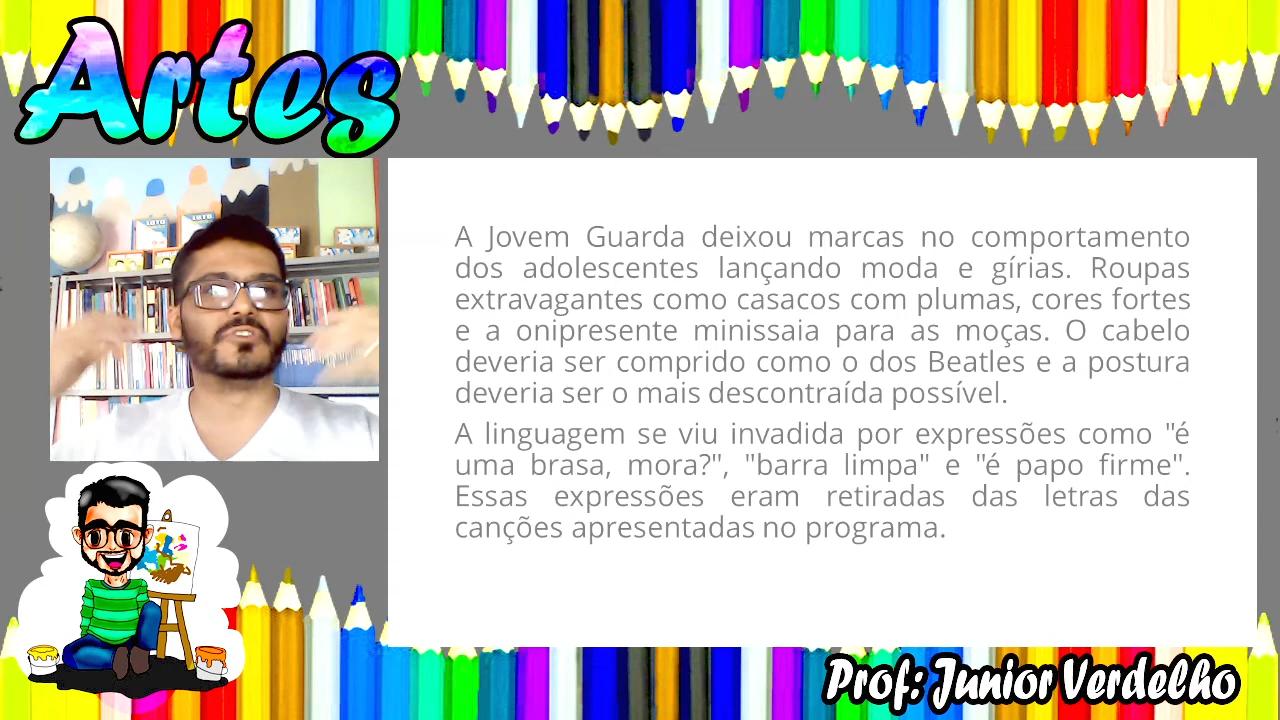 Artes
A Jovem Guarda deixou marcas no comportamento
dos adolescentes lançando moda e gírias. Roupas
extravagantes como casacos com plumas, cores fortes
e a onipresente minissaia para as moças. O cabelo
deveria ser comprido como o dos Beatles e a postura
deveria ser o mais descontraída possível.
A linguagem se viu invadida por expressões como "é
uma brasa, mora?", "barra limpa" e "é papo firme".
Essas expressões eram retiradas das letras das
canções apresentadas no programa.
Prof: Junior Verdelho